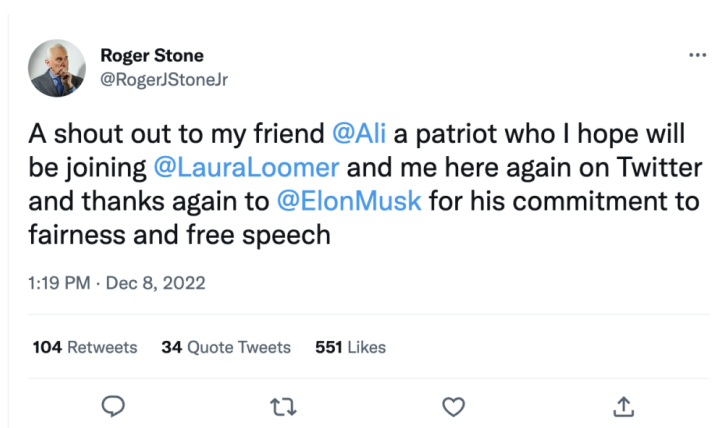 Roger Stone
@RogerJStoneJr
A shout out to my friend @Ali a patriot who I hope will
be joining @LauraLoomer and me here again on Twitter
and thanks again to @ElonMusk for his commitment to
fairness and free speech
1:19 PM · Dec 8, 2022
104 Retweets 34 Quote Tweets 551 Likes